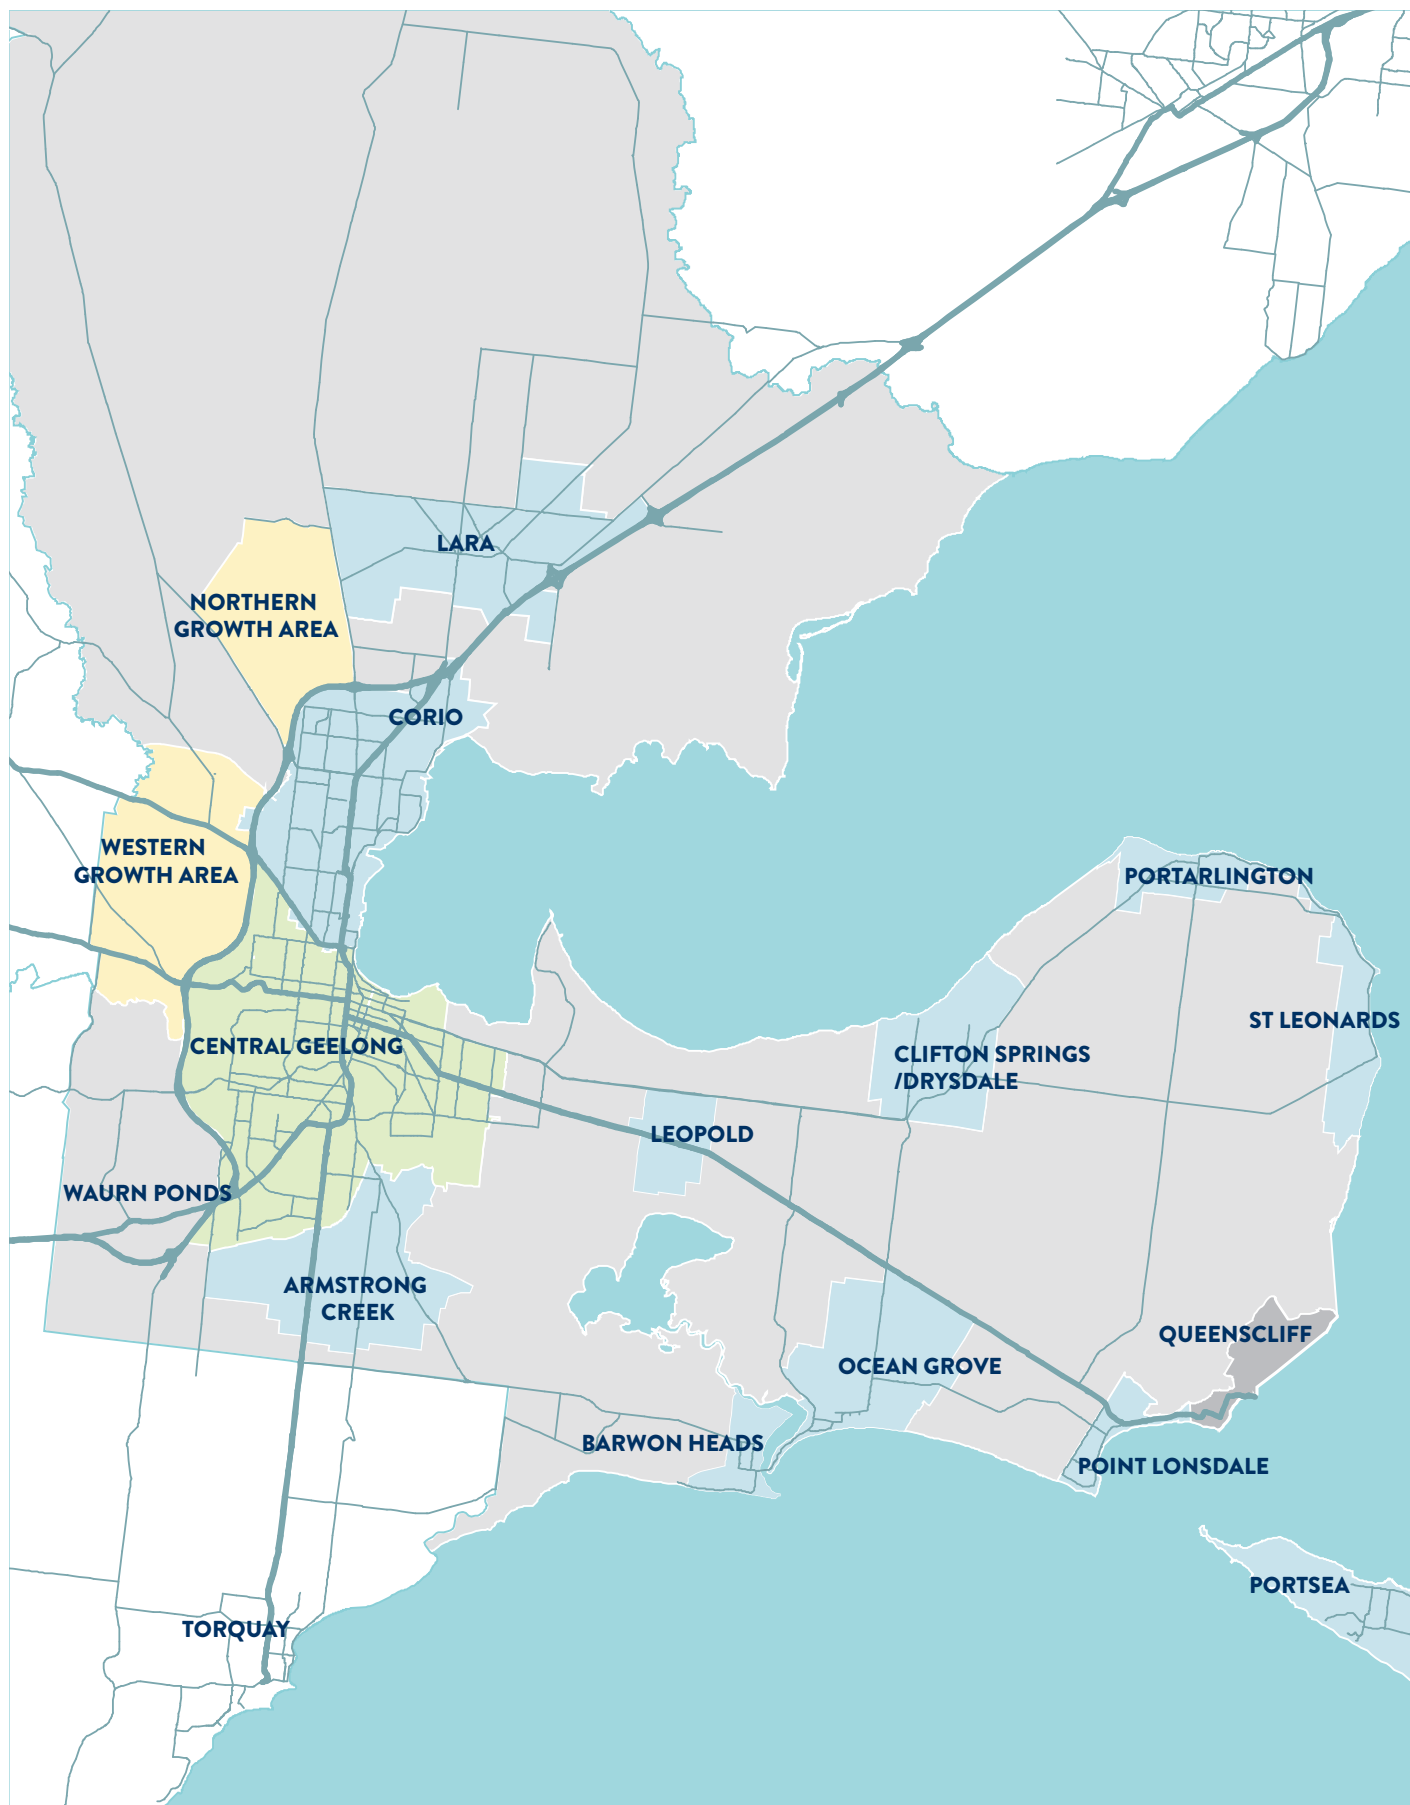 LARA
NORTHERN
GROWTH AREA
CORIO
WESTERN
GROWTH AREA
PORTARLINGTON
ST LEONARDS
CENTRAL GEELONG
CLIFTON SPRINGS
/DRYSDALE
LEOPOLD
WAURN PONDS
ARMSTRONG
CREEK
QUEENSCLIFF
OCEAN GROVE
BARWON HEADS
POINT LONSDALE
PORTSEA
TORQUAY